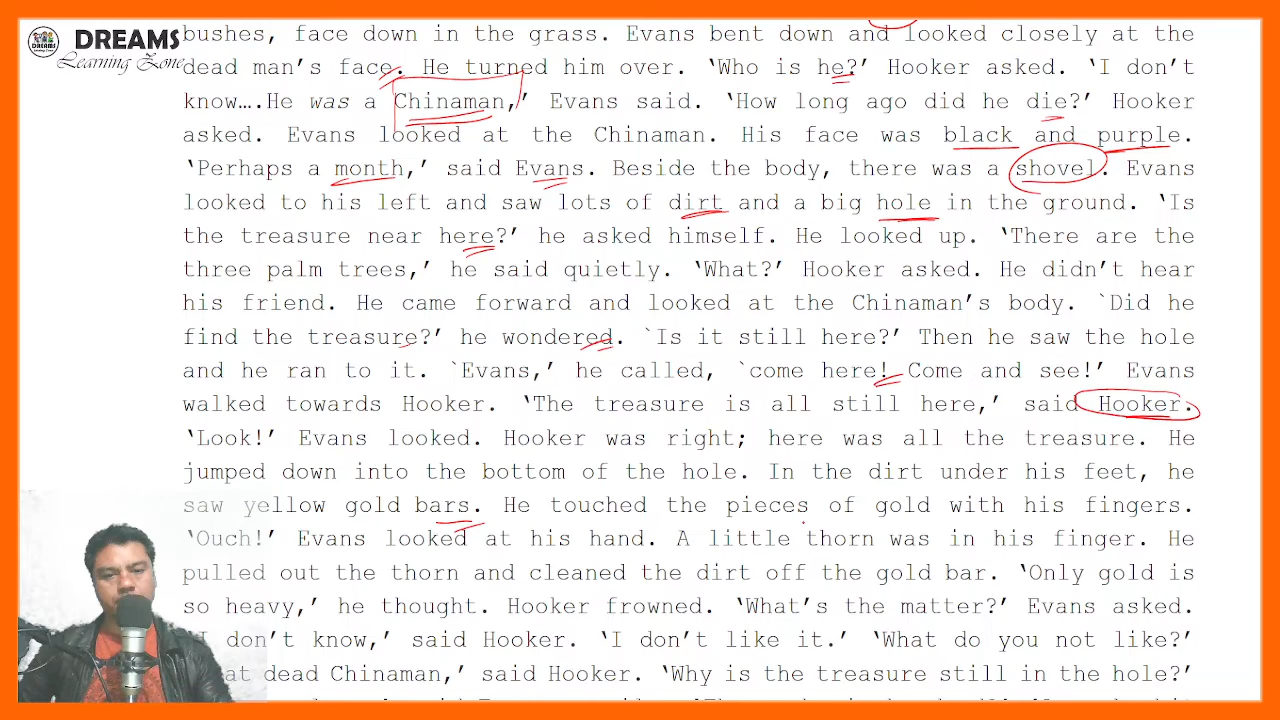 DREAMS
Learning Zone
bushes, face down in the grass. Evans bent down and looked closely at the
dead man’s face. He turned him over. ‘Who is he?’ Hooker asked. ‘I don’t
know….He was a Chinaman,’ Evans said. ‘How long ago did he die?’ Hooker
asked. Evans looked at the Chinaman. His face was black and purple.
‘Perhaps a month,’ said Evans. Beside the body, there was a shovel. Evans
looked to his left and saw lots of dirt and a big hole in the ground. ‘Is
the treasure near here?’ he asked himself. He looked up. ‘There are the
three palm trees,’ he said quietly. ‘What?’ Hooker asked. He didn’t hear
his friend. He came forward and looked at the Chinaman’s body. `Did he
find the treasure?’ he wondered. `Is it still here?’ Then he saw the hole
and he ran to it. `Evans,’ he called, `come here! Come and see!’ Evans
walked towards Hooker. ‘The treasure is all still here,’ said Hooker.
‘Look!’ Evans looked. Hooker was right; here was all the treasure. He
jumped down into the bottom of the hole. In the dirt under his feet, he
saw yellow gold bars. He touched the pieces of gold with his fingers.
‘Ouch!’ Evans looked at his hand. A little thorn was in his finger. He
pulled out the thorn and cleaned the dirt off the gold bar. ‘Only gold is
so heavy,’ he thought. Hooker frowned. ‘What’s the matter?’ Evans asked.
I don’t know,’ said Hooker. ‘I don’t like it.’ ‘What do you not like?’
dead Chinaman,’ said Hooker. ‘Why is the treasure still in the hole?’